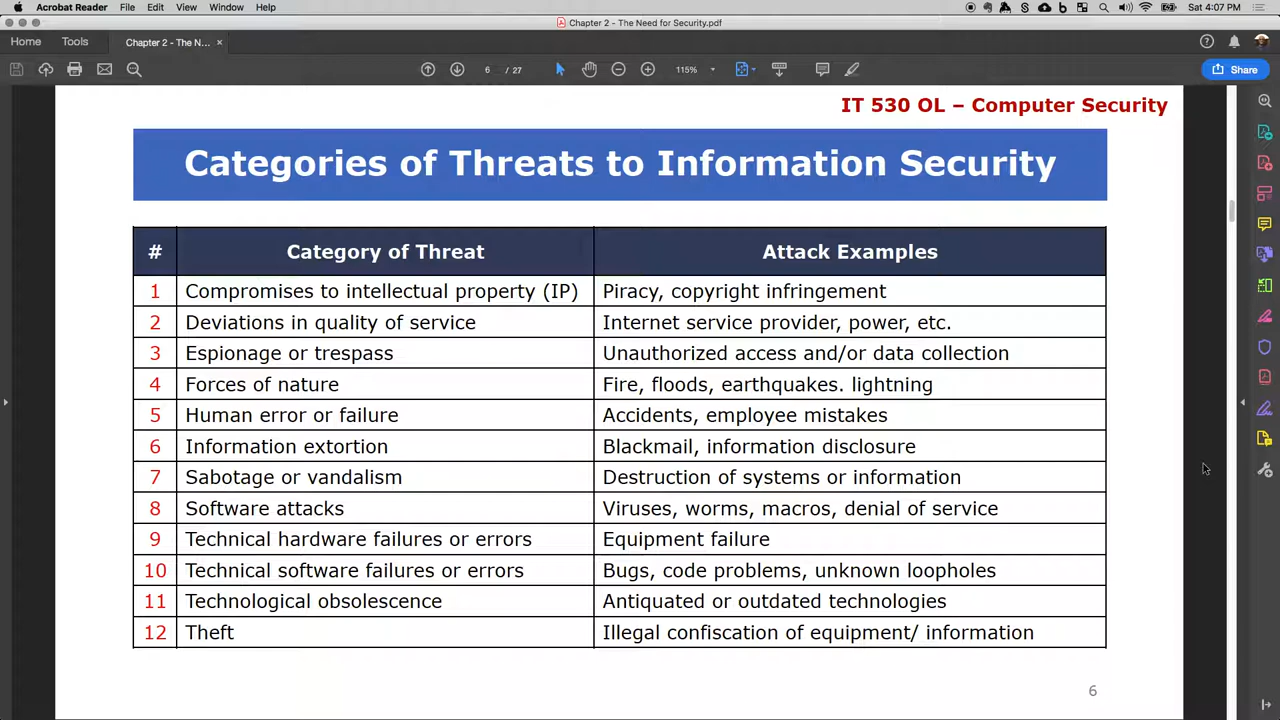 Acrobat Reader File Edit View Window Help Sat 4:07 PM
Chapter 2 - The Need for Security.pdf
Home Tools Chapter 2 - The N... ×
6 / 27 115% Share
IT 530 OL – Computer Security
Categories of Threats to Information Security
# Category of Threat Attack Examples
1 Compromises to intellectual property (IP) Piracy, copyright infringement
2 Deviations in quality of service Internet service provider, power, etc.
3 Espionage or trespass Unauthorized access and/or data collection
4 Forces of nature Fire, floods, earthquakes. lightning
5 Human error or failure Accidents, employee mistakes
6 Information extortion Blackmail, information disclosure
7 Sabotage or vandalism Destruction of systems or information
8 Software attacks Viruses, worms, macros, denial of service
9 Technical hardware failures or errors Equipment failure
10 Technical software failures or errors Bugs, code problems, unknown loopholes
11 Technological obsolescence Antiquated or outdated technologies
12 Theft Illegal confiscation of equipment/ information
6